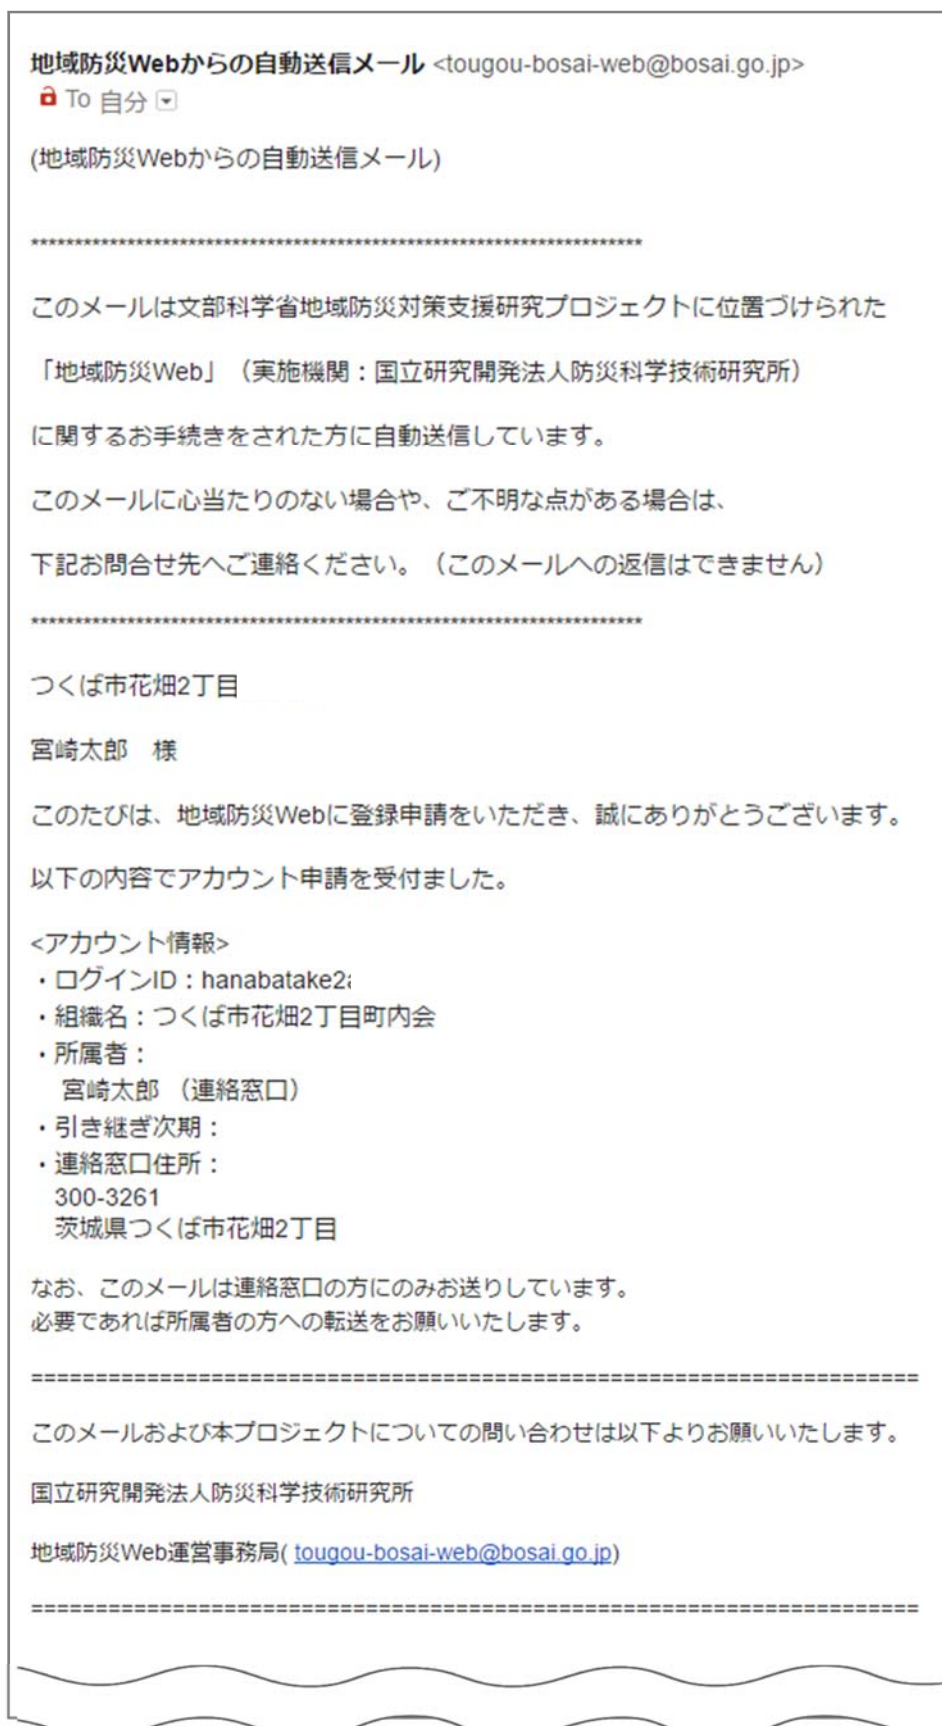 地域防災Webからの自動送信メール <tougou-bosai-web@bosai.go.jp>
To 自分
(地域防災Webからの自動送信メール)
**********************************************************************
このメールは文部科学省地域防災対策支援研究プロジェクトに位置づけられた
「地域防災Web」（実施機関：国立研究開発法人防災科学技術研究所）
に関するお手続きをされた方に自動送信しています。
このメールに心当たりのない場合や、ご不明な点がある場合は、
下記お問合せ先へご連絡ください。（このメールへの返信はできません）
**********************************************************************
つくば市花畑2丁目
宮崎太郎　様
このたびは、地域防災Webに登録申請をいただき、誠にありがとうございます。
以下の内容でアカウント申請を受付ました。
<アカウント情報>
・ログインID：hanabatake2
・組織名：つくば市花畑2丁目町内会
・所属者：
宮崎太郎 （連絡窓口）
・引き継ぎ次期：
・連絡窓口住所：
300-3261
茨城県つくば市花畑2丁目
なお、このメールは連絡窓口の方にのみお送りしています。
必要であれば所属者の方への転送をお願いいたします。
======================================================================
このメールおよび本プロジェクトについての問い合わせは以下よりお願いいたします。
国立研究開発法人防災科学技術研究所
地域防災Web運営事務局( tougou-bosai-web@bosai.go.jp)
======================================================================